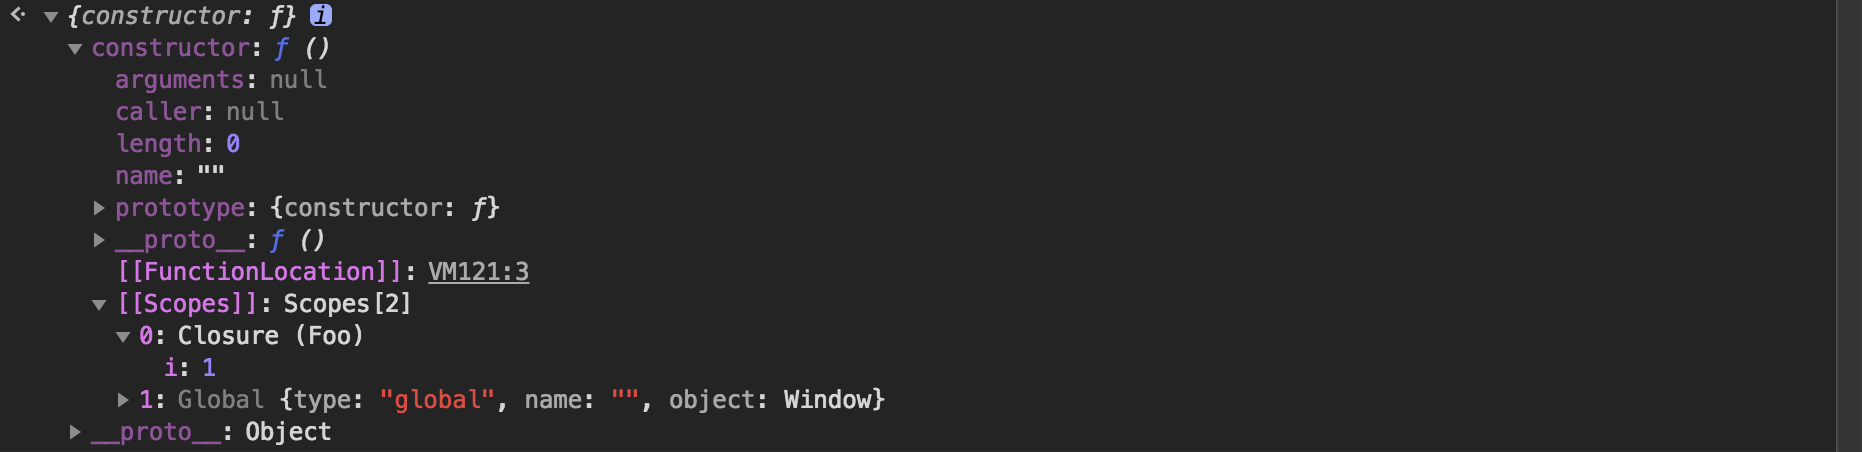 {constructor: ƒ} i
constructor: ƒ ()
arguments: null
caller: null
length: 0
name: ""
prototype: {constructor: ƒ}
__proto__: ƒ ()
[[FunctionLocation]]: VM121:3
[[Scopes]]: Scopes[2]
0: Closure (Foo)
i: 1
1: Global {type: "global", name: "", object: Window}
__proto__: Object